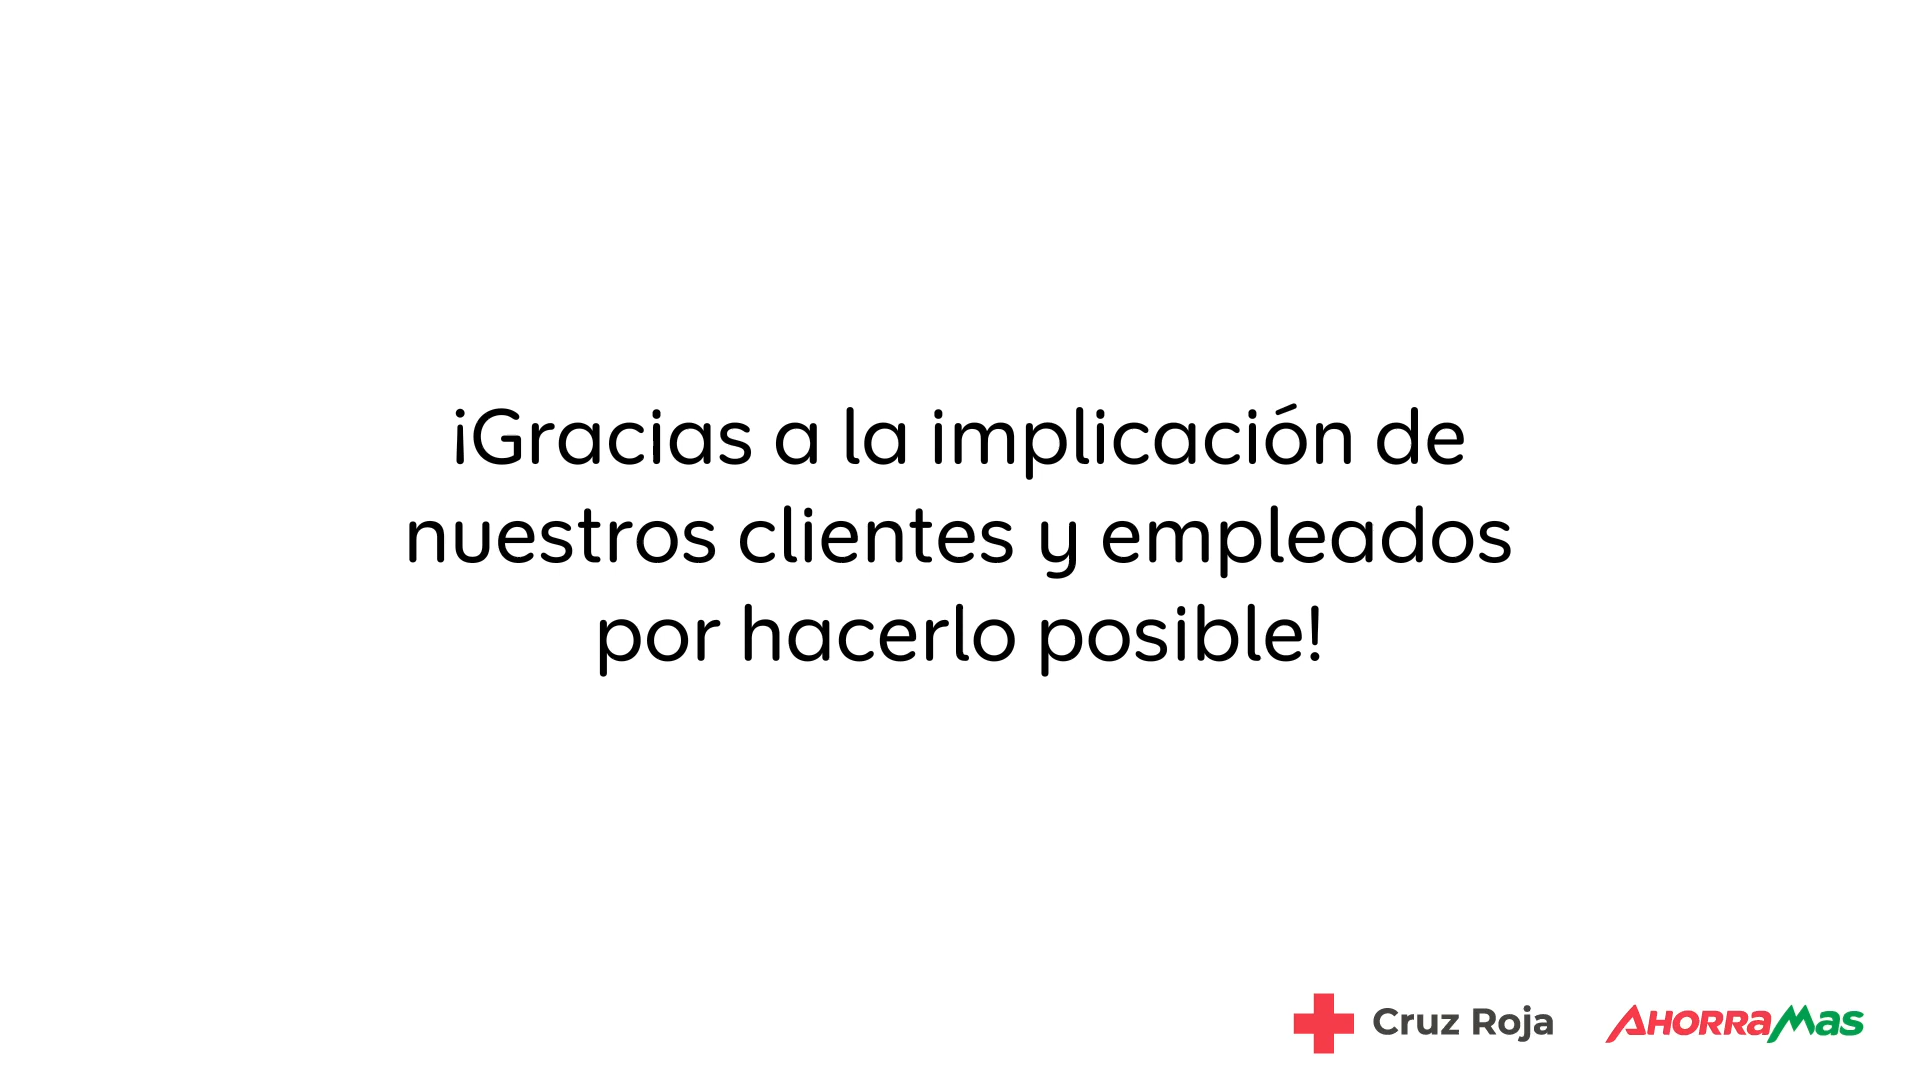 ¡Gracias a la implicación de
nuestros clientes y empleados
por hacerlo posible!
Cruz Roja
AHORRAMAS